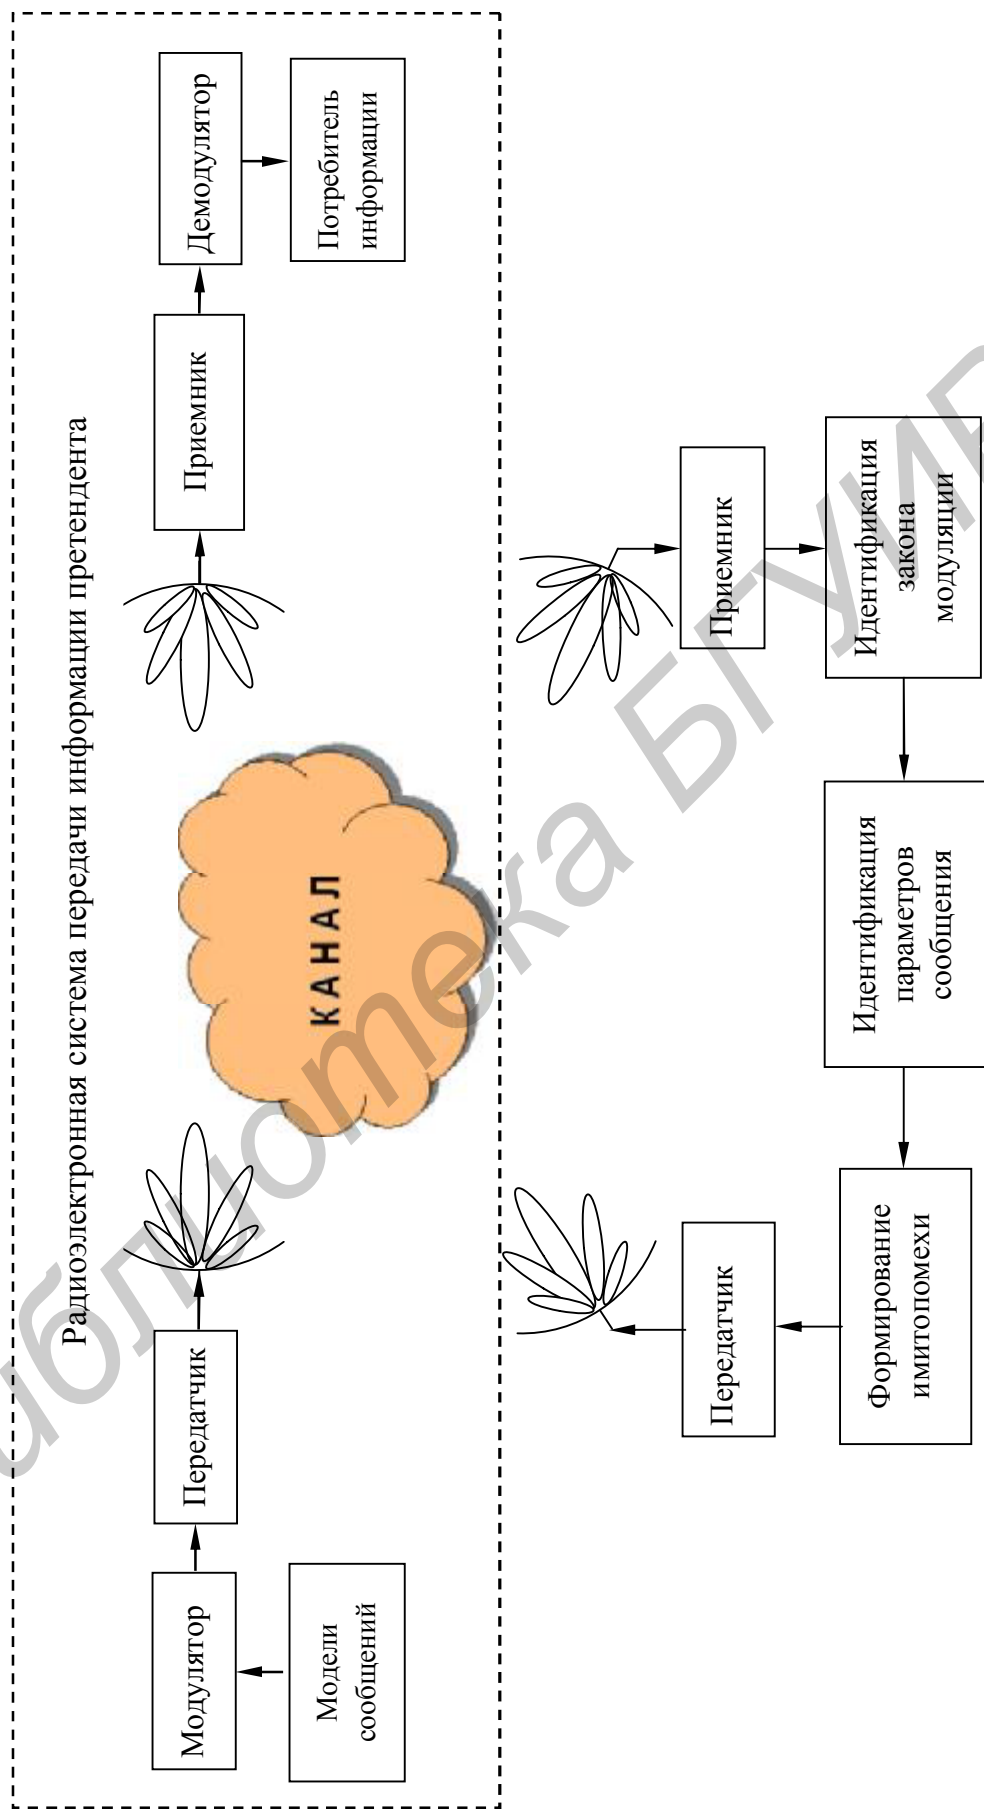 Радиоэлектронная система передачи информации претендента
Модели
сообщений
Модулятор
Передатчик
КАНАЛ
Приемник
Демодулятор
Потребитель
информации
Приемник
Идентификация
закона
модуляции
Идентификация
параметров
сообщения
Формирование
имитопомехи
Передатчик